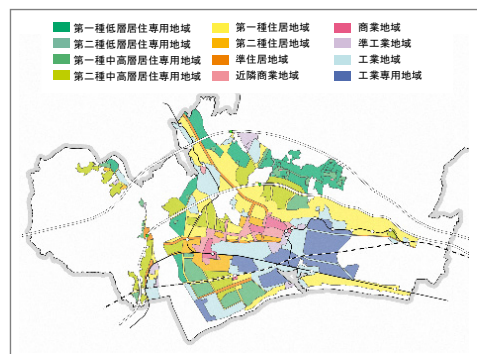 第一種低層居住専用地域
第二種低層居住専用地域
第一種中高層居住専用地域
第二種中高層居住専用地域
第一種住居地域
第二種住居地域
準住居地域
近隣商業地域
商業地域
準工業地域
工業地域
工業専用地域